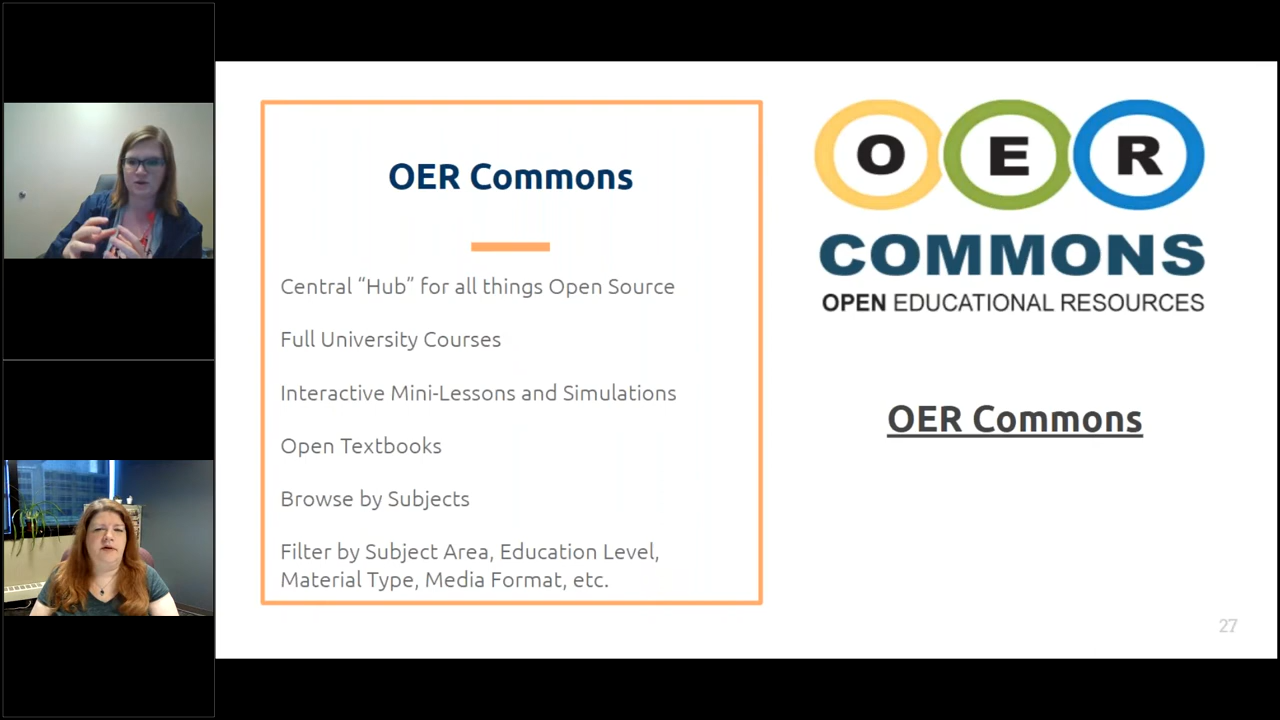 OER Commons
Central “Hub” for all things Open Source
Full University Courses
Interactive Mini-Lessons and Simulations
Open Textbooks
Browse by Subjects
Filter by Subject Area, Education Level,
Material Type, Media Format, etc.
O E R
COMMONS
OPEN EDUCATIONAL RESOURCES
OER Commons
27